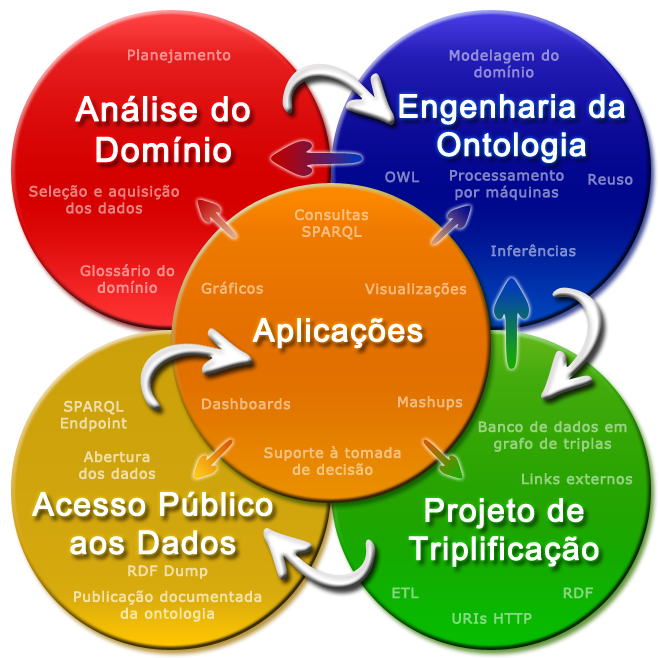 Planejamento
Análise do
Domínio
Seleção e aquisição
dos dados
Glossário do
domínio
Modelagem do
domínio
Engenharia da
Ontologia
OWL
Processamento
por máquinas
Reuso
Inferências
Consultas
SPARQL
Gráficos
Visualizações
Aplicações
Dashboards
Mashups
Suporte à tomada
de decisão
SPARQL
Endpoint
Abertura
dos dados
Acesso Público
aos Dados
RDF Dump
Publicação documentada
da ontologia
Banco de dados em
grafo de triplas
Links externos
Projeto de
Triplificação
ETL
RDF
URIs HTTP